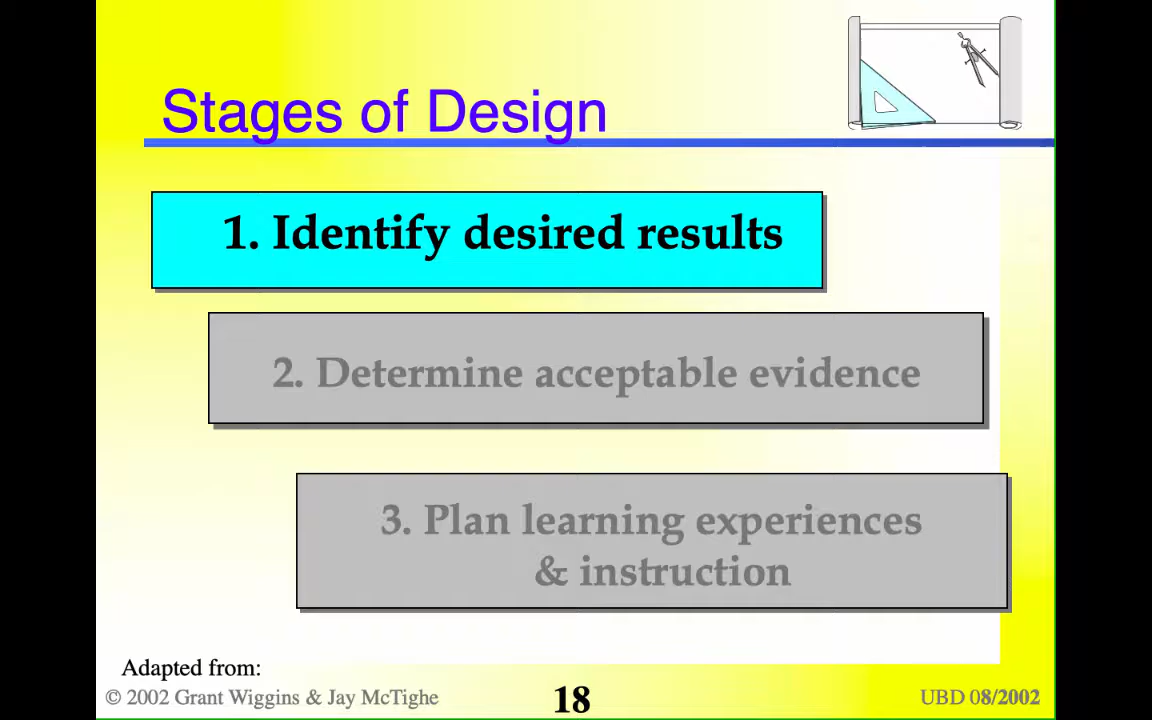 Stages of Design
1. Identify desired results
2. Determine acceptable evidence
3. Plan learning experiences
& instruction
Adapted from:
© 2002 Grant Wiggins & Jay McTighe
18
UBD 08/2002